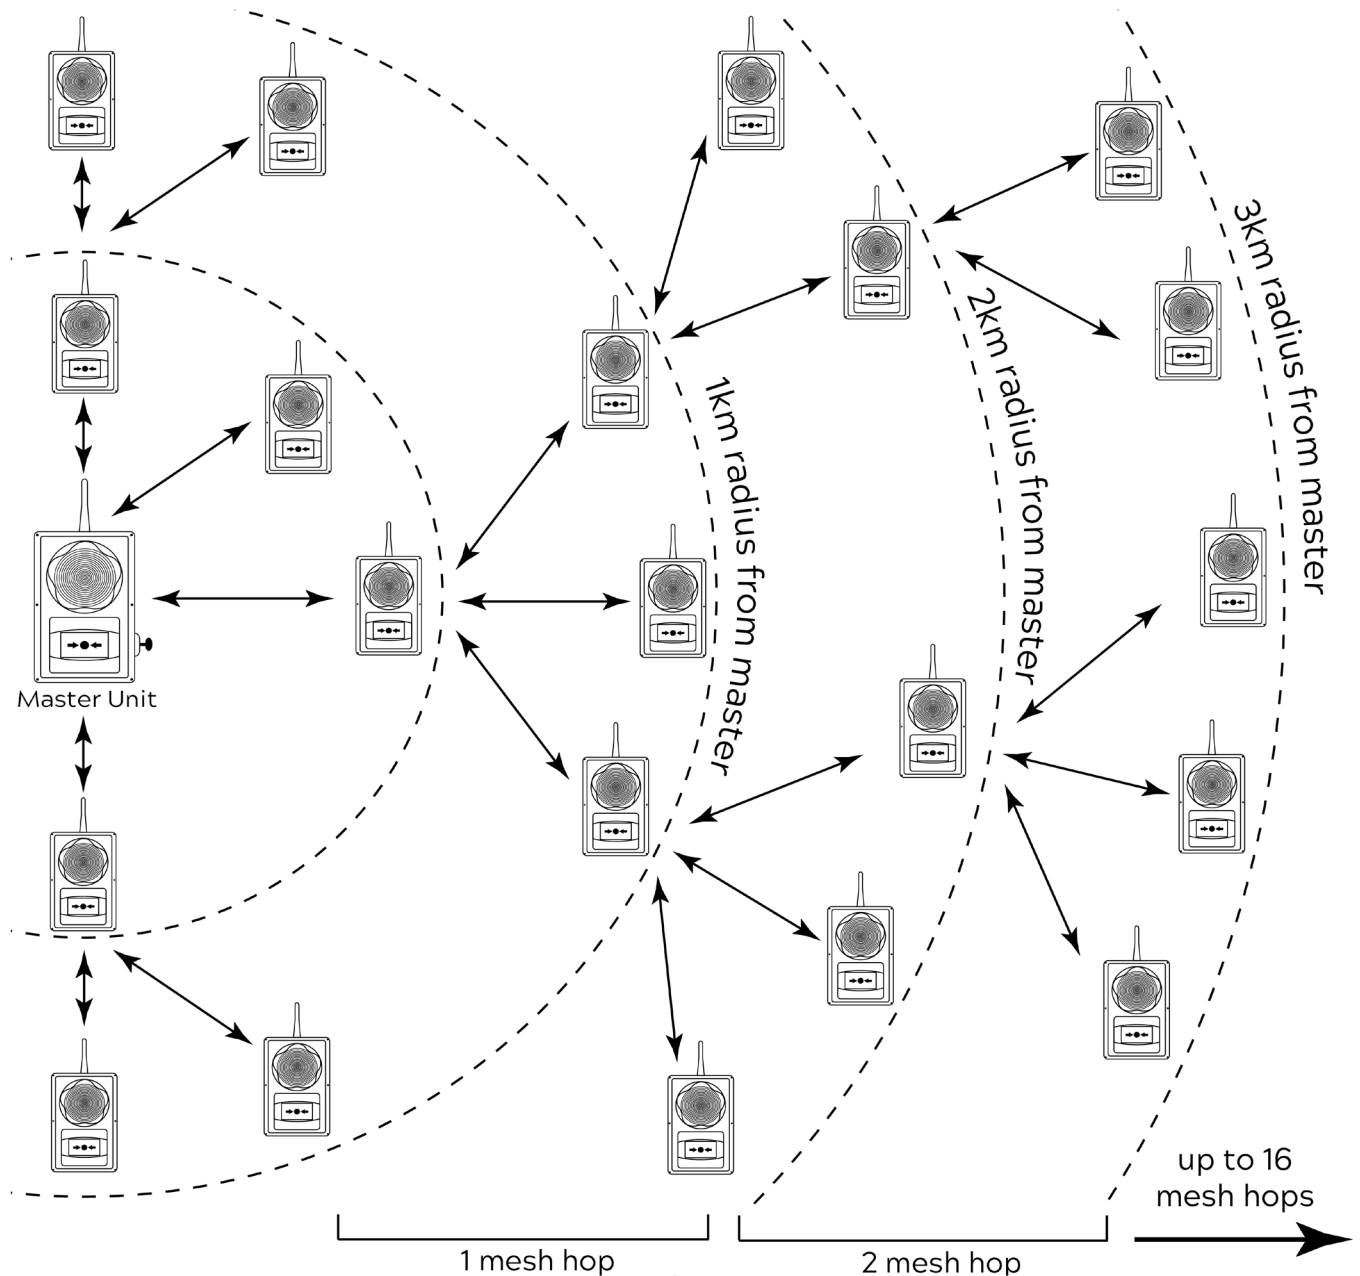 3km radius from master
2km radius from master
1km radius from master
Master Unit
up to 16
mesh hops
1 mesh hop
2 mesh hop